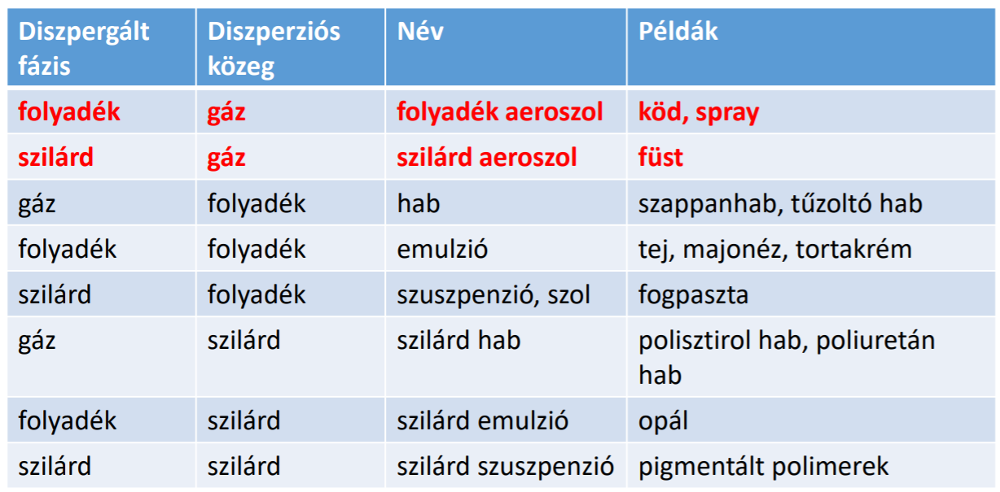 Diszpergált fázis Diszperziós közeg Név Példák
folyadék gáz folyadék aeroszol köd, spray
szilárd gáz szilárd aeroszol füst
gáz folyadék hab szappanhab, tűzoltó hab
folyadék folyadék emulzió tej, majonéz, tortakrém
szilárd folyadék szuszpenzió, szol fogpaszta
gáz szilárd szilárd hab polisztirol hab, poliuretán
hab
folyadék szilárd szilárd emulzió opál
szilárd szilárd szilárd szuszpenzió pigmentált polimerek